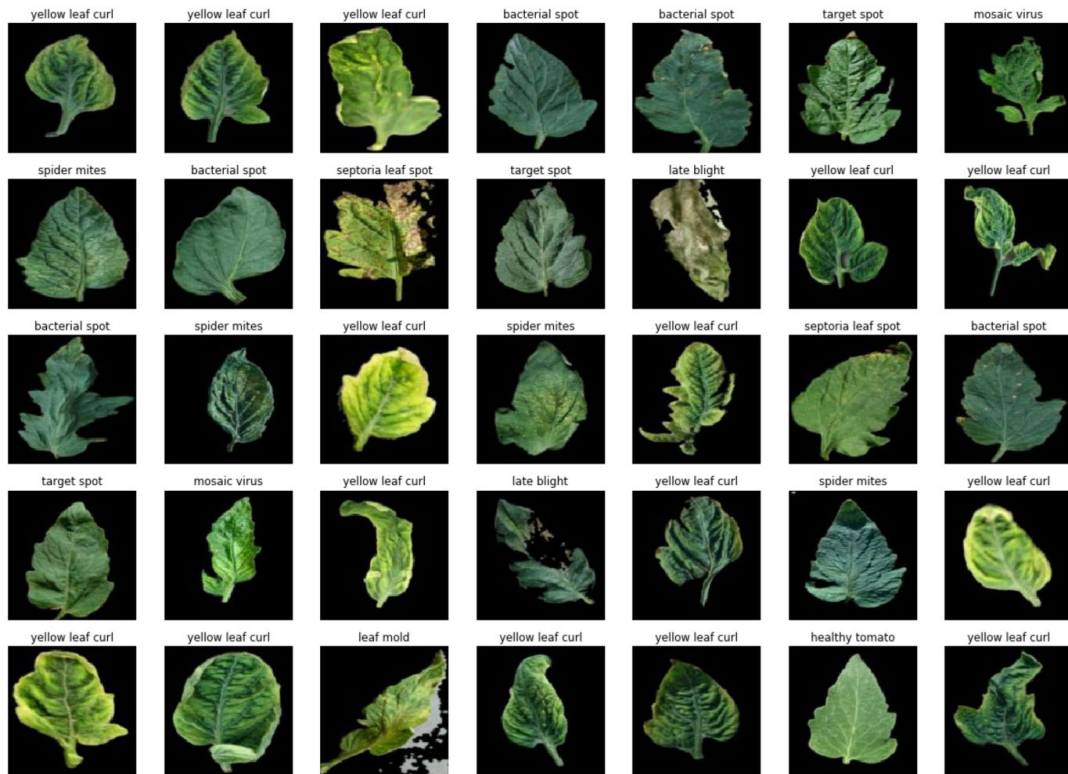 yellow leaf curl yellow leaf curl yellow leaf curl bacterial spot bacterial spot target spot mosaic virus
spider mites bacterial spot septoria leaf spot target spot late blight yellow leaf curl yellow leaf curl
bacterial spot spider mites yellow leaf curl spider mites yellow leaf curl septoria leaf spot bacterial spot
target spot mosaic virus yellow leaf curl late blight yellow leaf curl spider mites yellow leaf curl
yellow leaf curl yellow leaf curl leaf mold yellow leaf curl yellow leaf curl healthy tomato yellow leaf curl